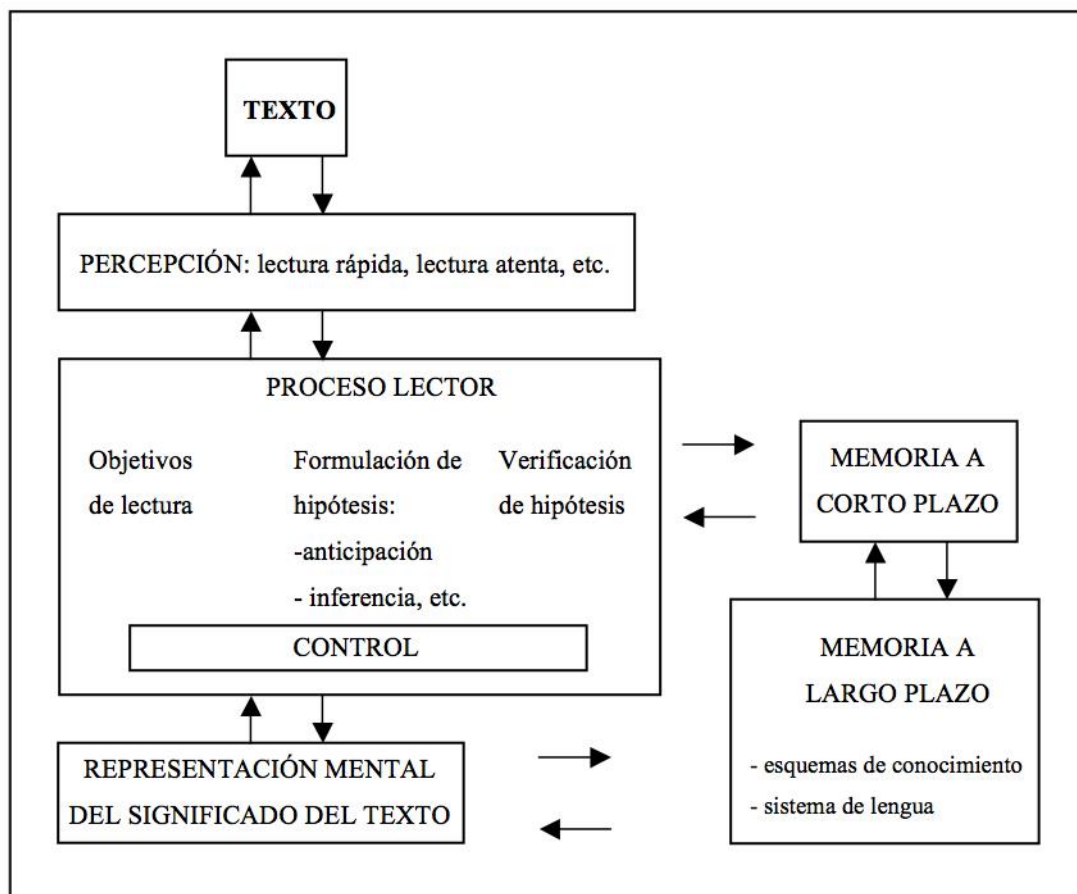 TEXTO
PERCEPCIÓN: lectura rápida, lectura atenta, etc.
PROCESO LECTOR
Objetivos
de lectura
Formulación de
hipótesis:
-anticipación
- inferencia, etc.
Verificación
de hipótesis
CONTROL
MEMORIA A
CORTO PLAZO
MEMORIA A
LARGO PLAZO
- esquemas de conocimiento
- sistema de lengua
REPRESENTACIÓN MENTAL
DEL SIGNIFICADO DEL TEXTO